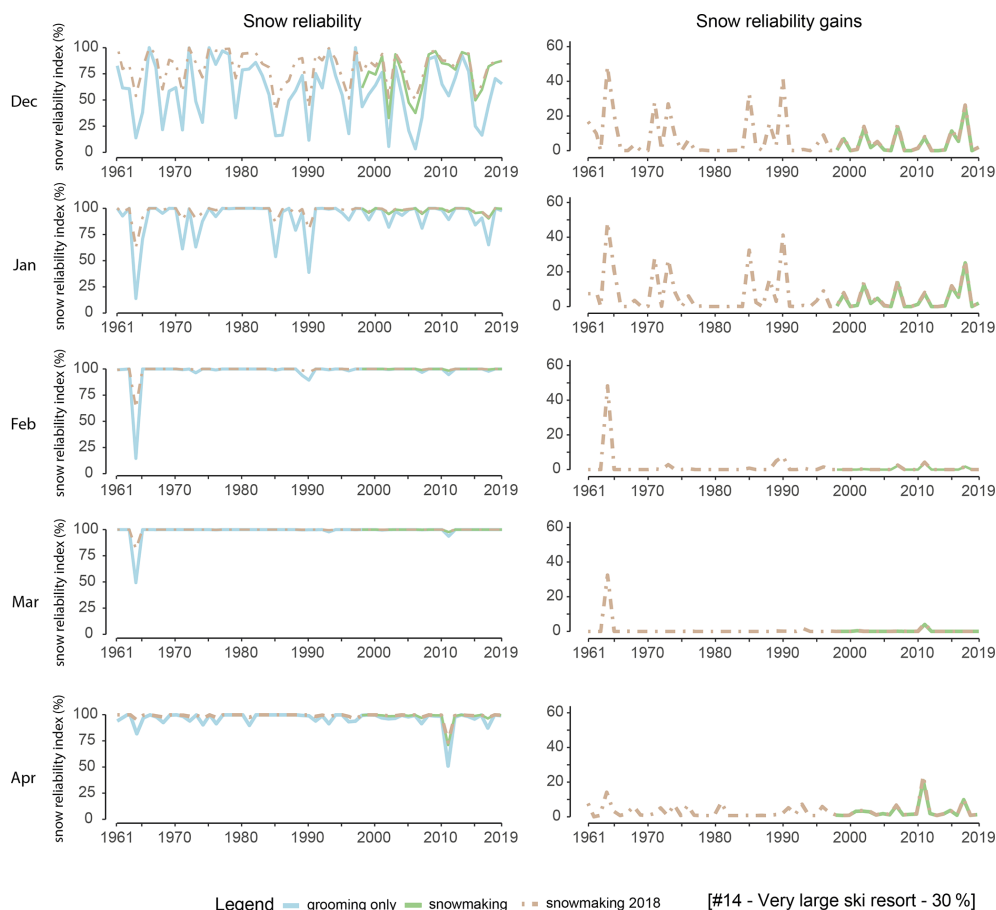 Snow reliability
Snow reliability gains
Dec
snow reliability index (%)
100
75
50
25
0
1961 1970 1980 1990 2000 2010 2019
60
40
20
0
1961 1970 1980 1990 2000 2010 2019
Jan
snow reliability index (%)
100
75
50
25
0
1961 1970 1980 1990 2000 2010 2019
60
40
20
0
1961 1970 1980 1990 2000 2010 2019
Feb
snow reliability index (%)
100
75
50
25
0
1961 1970 1980 1990 2000 2010 2019
60
40
20
0
1961 1970 1980 1990 2000 2010 2019
Mar
snow reliability index (%)
100
75
50
25
0
1961 1970 1980 1990 2000 2010 2019
60
40
20
0
1961 1970 1980 1990 2000 2010 2019
Apr
snow reliability index (%)
100
75
50
25
0
1961 1970 1980 1990 2000 2010 2019
60
40
20
0
1961 1970 1980 1990 2000 2010 2019
Legend grooming only snowmaking snowmaking 2018
[#14 - Very large ski resort - 30 %]